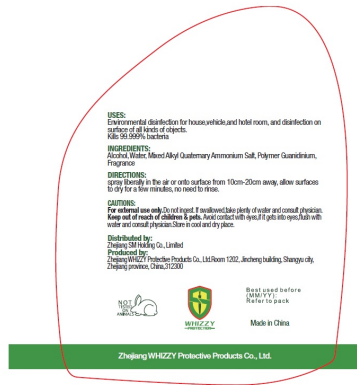 USES:
Environmental disinfection for house,vehicle,and hotel room, and disinfection on
surface of all kinds of objects.
Kills 99.999% bacteria
INGREDIENTS:
Alcohol, Water, Mixed Alkyl Quaternary Ammonium Salt, Polymer Guanidinium,
Fragrance
DIRECTIONS:
spray liberally in the air or onto surface from 10cm-20cm away, allow surfaces
to dry for a few minutes, no need to rinse.
CAUTIONS:
For external use only.Do not ingest.If swallowed,take plenty of water and consult physician.
Keep out of reach of children & pets. Avoid contact with eyes,if it gets into eyes,flush with
water and consult physician.Store in cool and dry place.
Distributed by:
Zhejiang SM Holding Co., Limited
Produced by:
Zhejiang WHIZZY Protective Products Co., Ltd,Room 1202, Jincheng building, Shangyu city,
Zhejiang province, China,312300
NOT
TESTED
ON
ANIMALS
WHIZZY
PROTECTION
Best used before
(MM/YY):
Refer to pack
Made in China
Zhejiang WHIZZY Protective Products Co., Ltd.